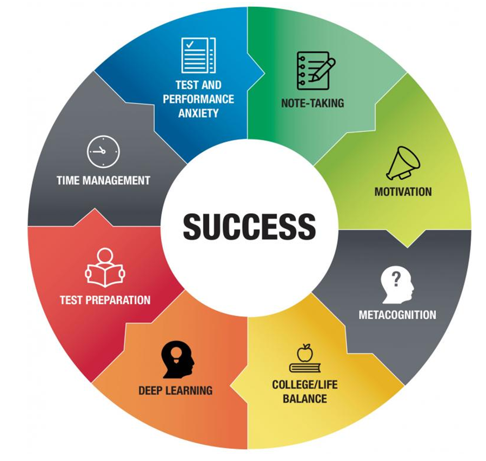 TEST AND
PERFORMANCE
ANXIETY
NOTE-TAKING
TIME MANAGEMENT
MOTIVATION
SUCCESS
TEST PREPARATION
?
METACOGNITION
DEEP LEARNING
COLLEGE/LIFE
BALANCE